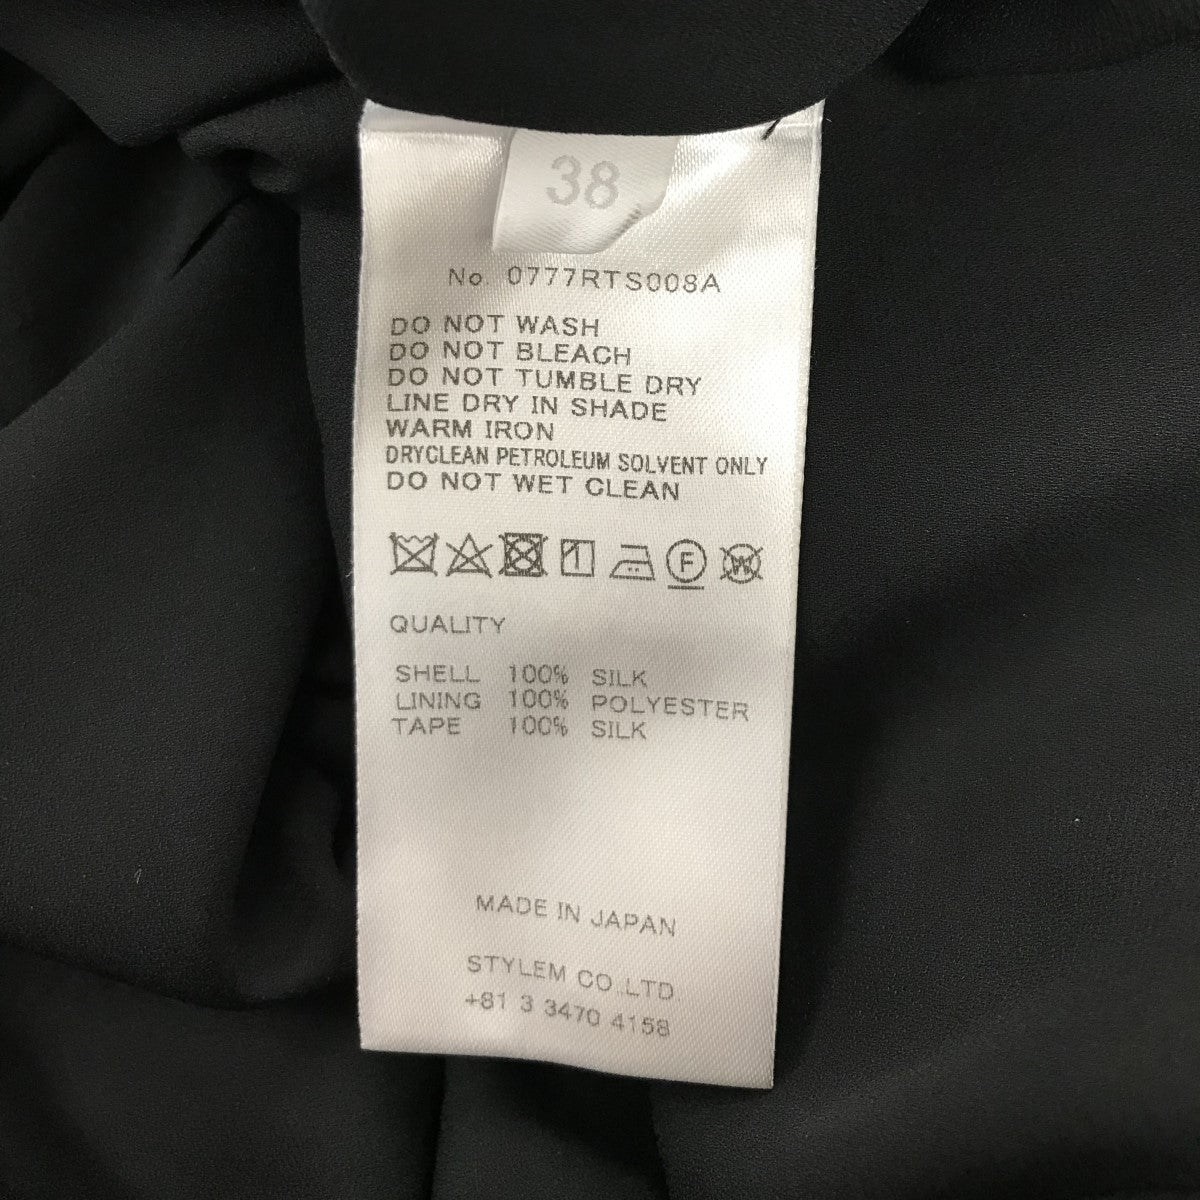 38
No. 0777RTS008A
DO NOT WASH
DO NOT BLEACH
DO NOT TUMBLE DRY
LINE DRY IN SHADE
WARM IRON
DRYCLEAN PETROLEUM SOLVENT ONLY
DO NOT WET CLEAN
F W
QUALITY
SHELL 100% SILK
LINING 100% POLYESTER
TAPE 100% SILK
MADE IN JAPAN
STYLEM CO.,LTD.
+81 3 3470 4158